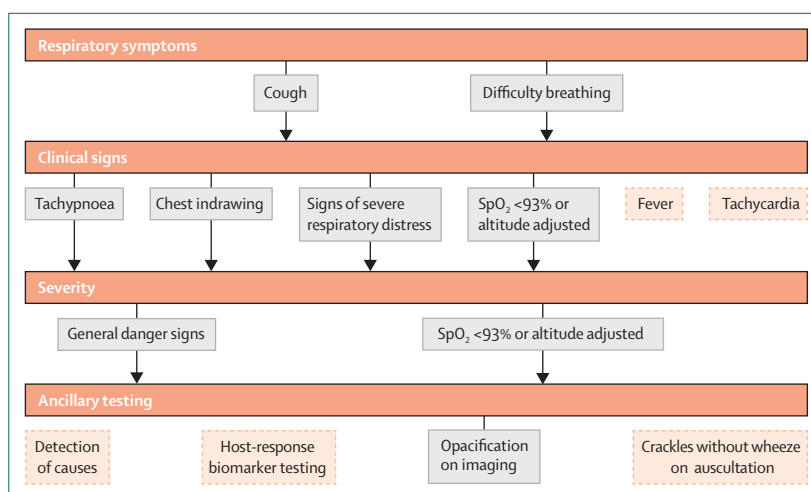 Respiratory symptoms
Cough
Difficulty breathing
Clinical signs
Tachypnoea
Chest indrawing
Signs of severe
respiratory distress
SpO₂ <93% or
altitude adjusted
Fever
Tachycardia
Severity
General danger signs
SpO₂ <93% or altitude adjusted
Ancillary testing
Detection
of causes
Host-response
biomarker testing
Opacification
on imaging
Crackles without wheeze
on auscultation